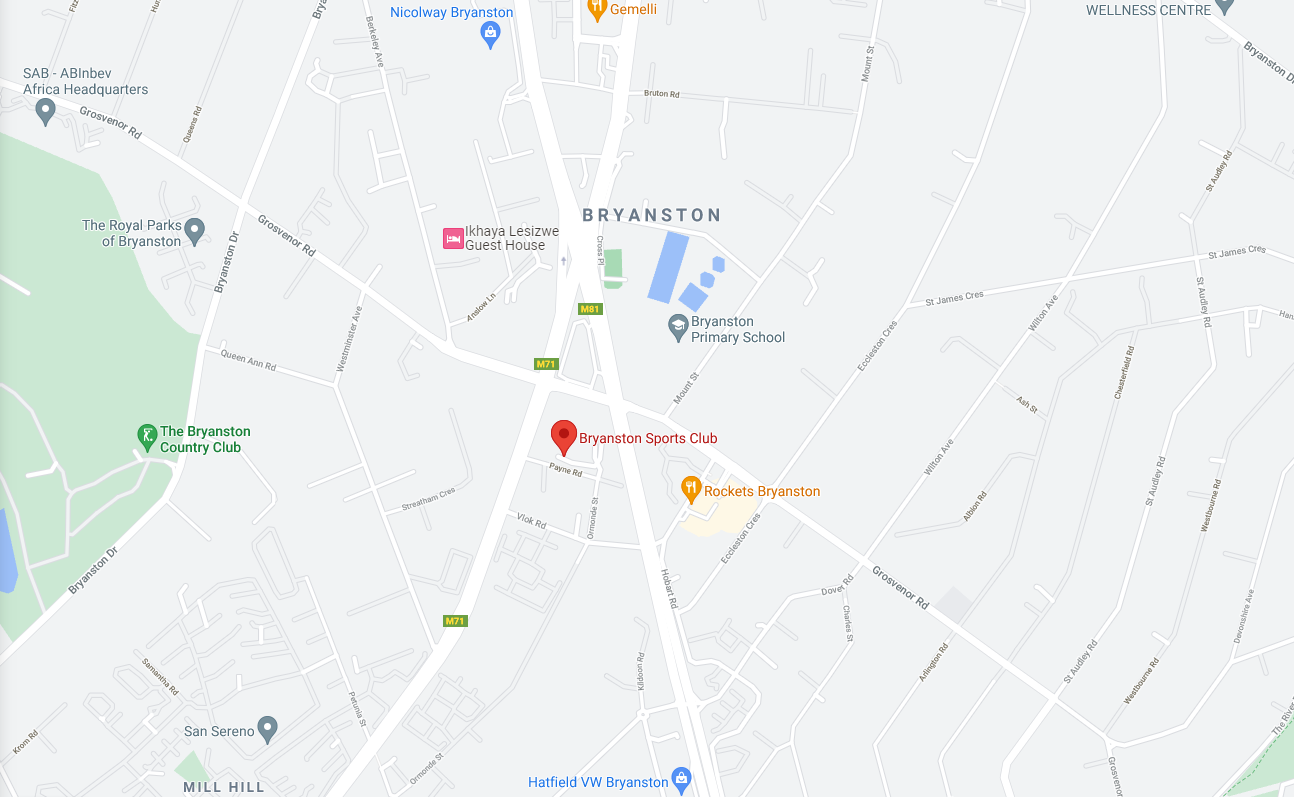 Nicolway Bryanston
Gemelli
WELLNESS CENTRE
Bryanston Dr
Berkeley Ave
Mount St
SAB - ABInbev
Africa Headquarters
Grosvenor Rd
Queens Rd
Bruton Rd
St Audley Rd
The Royal Parks
of Bryanston
Grosvenor Rd
BRYANSTON
Ikhaya Lesizwe
Guest House
Cross Pl
Bryanston Dr
St James Cres
St James Cres
St Audley Rd
Anslow Ln
M81
Wilton Ave
Bryanston
Primary School
Westminster Ave
Queen Ann Rd
M71
Eccleston Cres
Chesterfield Rd
Mount St
Ash St
The Bryanston
Country Club
Bryanston Sports Club
Payne Rd
Wilton Ave
Streatham Cres
Rockets Bryanston
Ormonde St
Vlok Rd
Albion Rd
St Audley Rd
Westbourne Rd
Eccleston Cres
Bryanston Dr
Hobart Rd
Dover Rd
Grosvenor Rd
Charles St
Devonshire Ave
M71
Samantha Rd
Kildoon Rd
Arlington Rd
St Audley Rd
Westbourne Rd
Petunia St
San Sereno
Krom Rd
Ormonde St
Hatfield VW Bryanston
MILL HILL